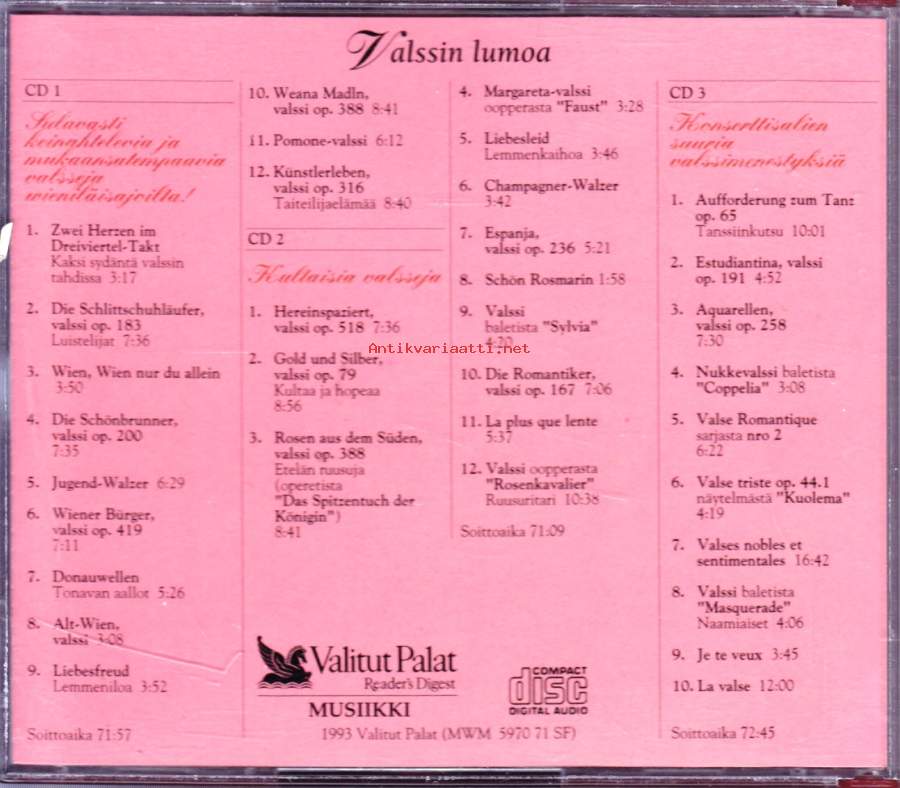 Valssin lumoa
CD 1
Sulavasti
keinahtelevia ja
mukaansatempaavia
valsseja
wieniläisajoilta!
1. Zwei Herzen im
Dreiviertel-Takt
Kaksi sydäntä valssin
tahdissa 3:17
2. Die Schlittschuhläufer,
valssi op. 183
Luistelijat 7:36
3. Wien, Wien nur du allein
3:50
4. Die Schönbrunner,
valssi op. 200
7:35
5. Jugend-Walzer 6:29
6. Wiener Bürger,
valssi op. 419
7:11
7. Donauwellen
Tonavan aallot 5:26
8. Alt-Wien,
valssi 3:08
9. Liebesfreud
Lemmeniloa 3:52
Soittoaika 71:57
10. Weana Madln,
valssi op. 388 8:41
11. Pomone-valssi 6:12
12. Künstlerleben,
valssi op. 316
Taiteilijaelämää 8:40
CD 2
Kultaisia valsseja
1. Hereinspaziert,
valssi op. 518 7:36
2. Gold und Silber,
valssi op. 79
Kultaa ja hopeaa
8:56
3. Rosen aus dem Süden,
valssi op. 388
Etelän ruusuja
(operetista
"Das Spitzentuch der
Königin")
8:41
4. Margareta-valssi
oopperasta "Faust" 3:28
5. Liebesleid
Lemmenkaihoa 3:46
6. Champagner-Walzer
3:42
7. Espanja,
valssi op. 236 5:21
8. Schön Rosmarin 1:58
9. Valssi
baletista "Sylvia"
4:20
10. Die Romantiker,
valssi op. 167 7:06
11. La plus que lente
5:37
12. Valssi oopperasta
"Rosenkavalier"
Ruusuritari 10:38
Soittoaika 71:09
CD 3
Konserttisalien
suuria
valssimenestyksiä
1. Aufforderung zum Tanz
op. 65
Tanssiinkutsu 10:01
2. Estudiantina, valssi
op. 191 4:52
3. Aquarellen,
valssi op. 258
7:30
4. Nukkevalssi baletista
"Coppelia" 3:08
5. Valse Romantique
sarjasta nro 2
6:22
6. Valse triste op. 44.1
näytelmästä "Kuolema"
4:19
7. Valses nobles et
sentimentales 16:42
8. Valssi baletista
"Masquerade"
Naamiaiset 4:06
9. Je te veux 3:45
10. La valse 12:00
Soittoaika 72:45
Antikvariaatti.net
Valitut Palat
Reader's Digest
MUSIIKKI
COMPACT
disc
DIGITAL AUDIO
1993 Valitut Palat (MWM 5970 71 SF)